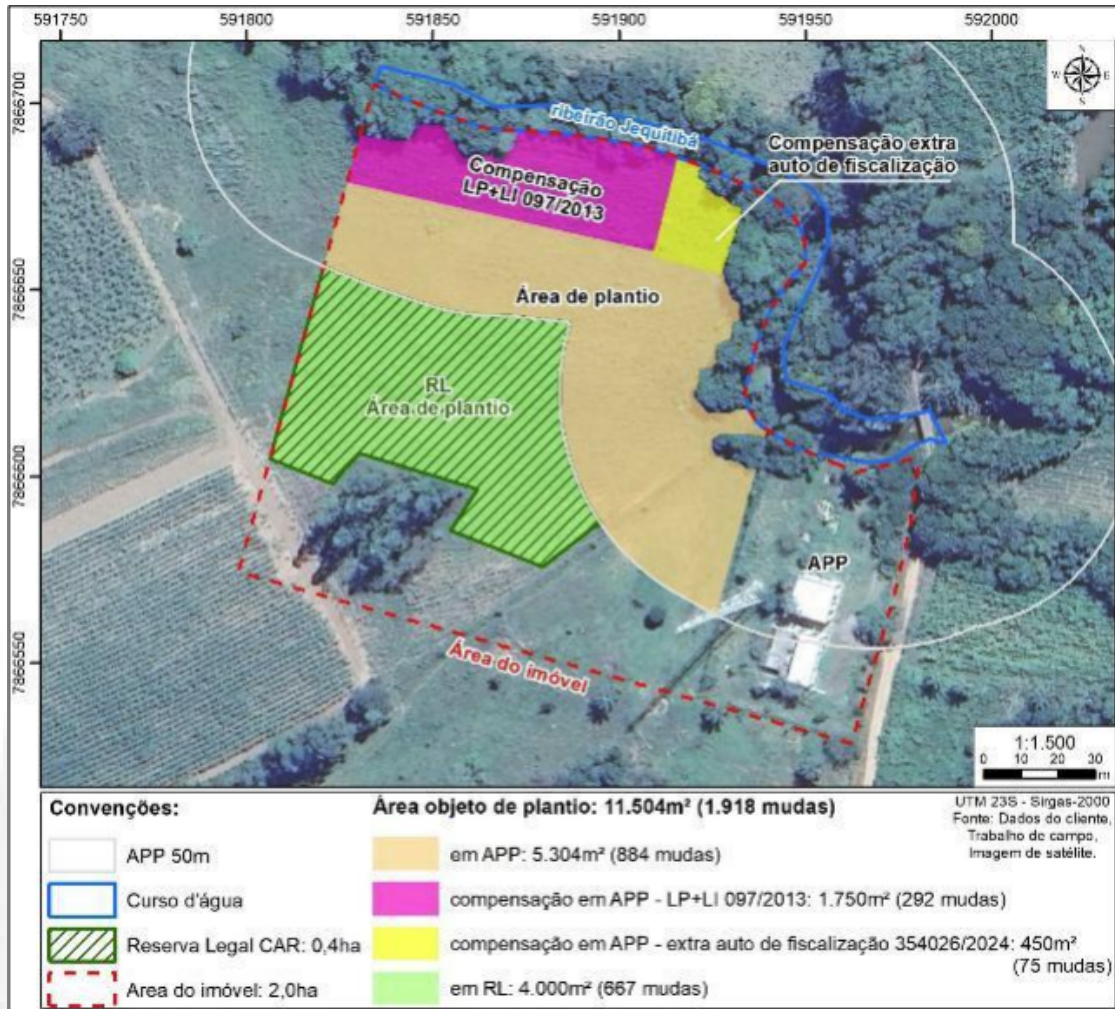 591750
591800
591850
591900
591950
592000
N
W
E
S
7866700
7866650
7866600
7866550
ribeirão Jequitibá
Compensação extra
auto de fiscalização
Compensação
LP+LI 097/2013
Área de plantio
RL
Área de plantio
APP
Área do imóvel
1:1.500
0 10 20 30
m
Convenções:
APP 50m
Curso d'água
Reserva Legal CAR: 0,4ha
Area do imóvel: 2,0ha
Área objeto de plantio: 11.504m² (1.918 mudas)
em APP: 5.304m² (884 mudas)
compensação em APP - LP+LI 097/2013: 1.750m² (292 mudas)
compensação em APP - extra auto de fiscalização 354026/2024: 450m²
(75 mudas)
em RL: 4.000m² (667 mudas)
UTM 23S - Sirgas-2000
Fonte: Dados do cliente,
Trabalho de campo,
Imagem de satélite.